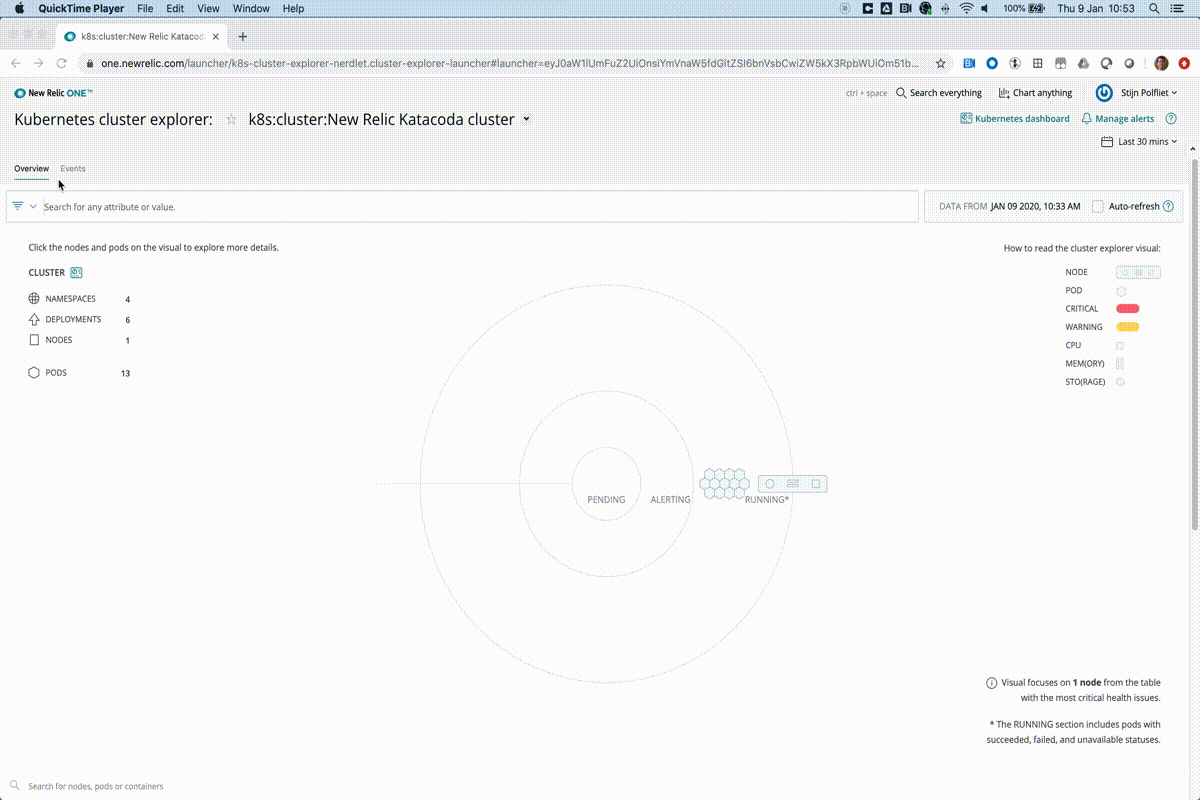 QuickTime Player File Edit View Window Help 100% Thu 9 Jan 10:53
k8s:cluster:New Relic Katacod
one.newrelic.com/launcher/k8s-cluster-explorer-nerdlet.cluster-explorer-launcher#launcher=eyJ0aW1lUmFuZ2UiOnsiYmVnaW5fdGltZSI6bnVsbCwiZW5kX3RpbWUiOm51b...
New Relic ONE™ ctrl + space Search everything Chart anything Stijn Polfliet
Kubernetes cluster explorer: k8s:cluster:New Relic Katacoda cluster Kubernetes dashboard Manage alerts
Last 30 mins
Overview Events
Search for any attribute or value. DATA FROM JAN 09 2020, 10:33 AM Auto-refresh
Click the nodes and pods on the visual to explore more details. How to read the cluster explorer visual:
CLUSTER NODE
POD
NAMESPACES 4
CRITICAL
DEPLOYMENTS 6
WARNING
NODES 1
CPU
MEM(ORY)
PODS 13
STO(RAGE)
PENDING ALERTING RUNNING*
Visual focuses on 1 node from the table
with the most critical health issues.
* The RUNNING section includes pods with
succeeded, failed, and unavailable statuses.
Search for nodes, pods or containers